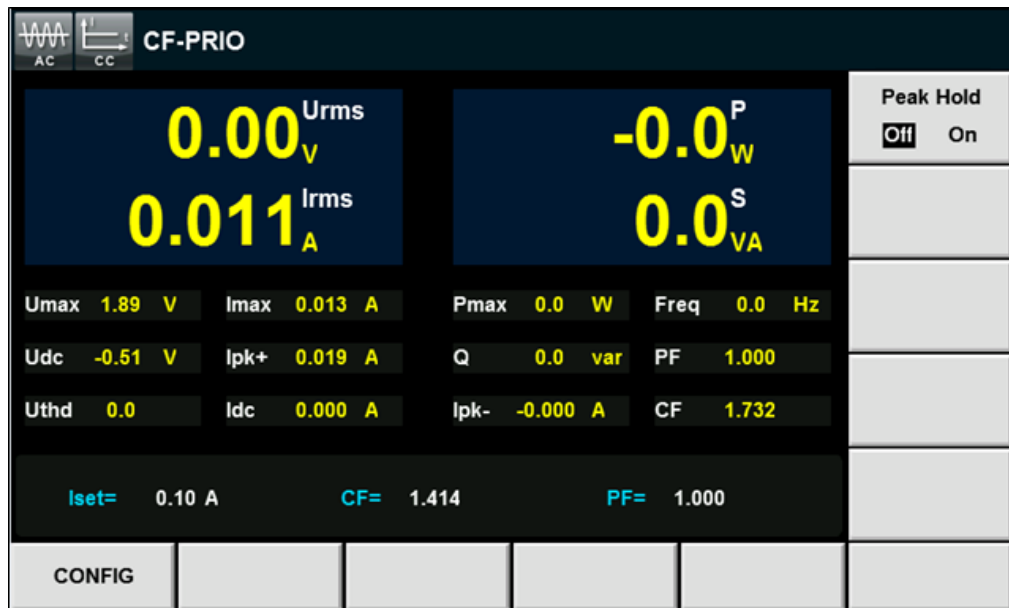 AC CC CF-PRIO
0.00 Urms V
-0.0 P W
Peak Hold
Off On
0.011 Irms A
0.0 S VA
Umax 1.89 V Imax 0.013 A Pmax 0.0 W Freq 0.0 Hz
Udc -0.51 V Ipk+ 0.019 A Q 0.0 var PF 1.000
Uthd 0.0 Idc 0.000 A Ipk- -0.000 A CF 1.732
Iset= 0.10 A CF= 1.414 PF= 1.000
CONFIG